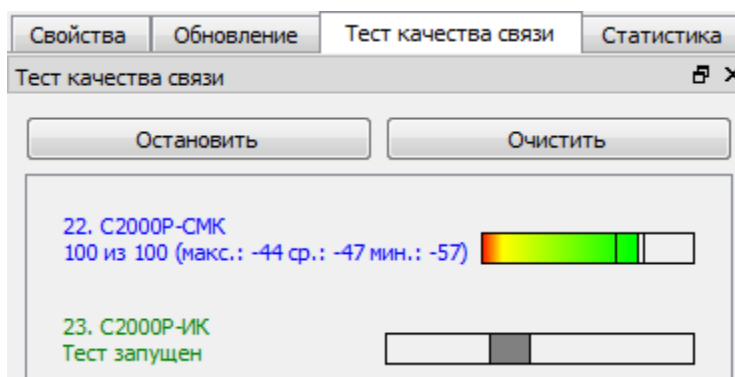 Свойства Обновление Тест качества связи Статистика
Тест качества связи
Остановить Очистить
22. С2000Р-СМК
100 из 100 (макс.: -44 ср.: -47 мин.: -57)
23. С2000Р-ИК
Тест запущен